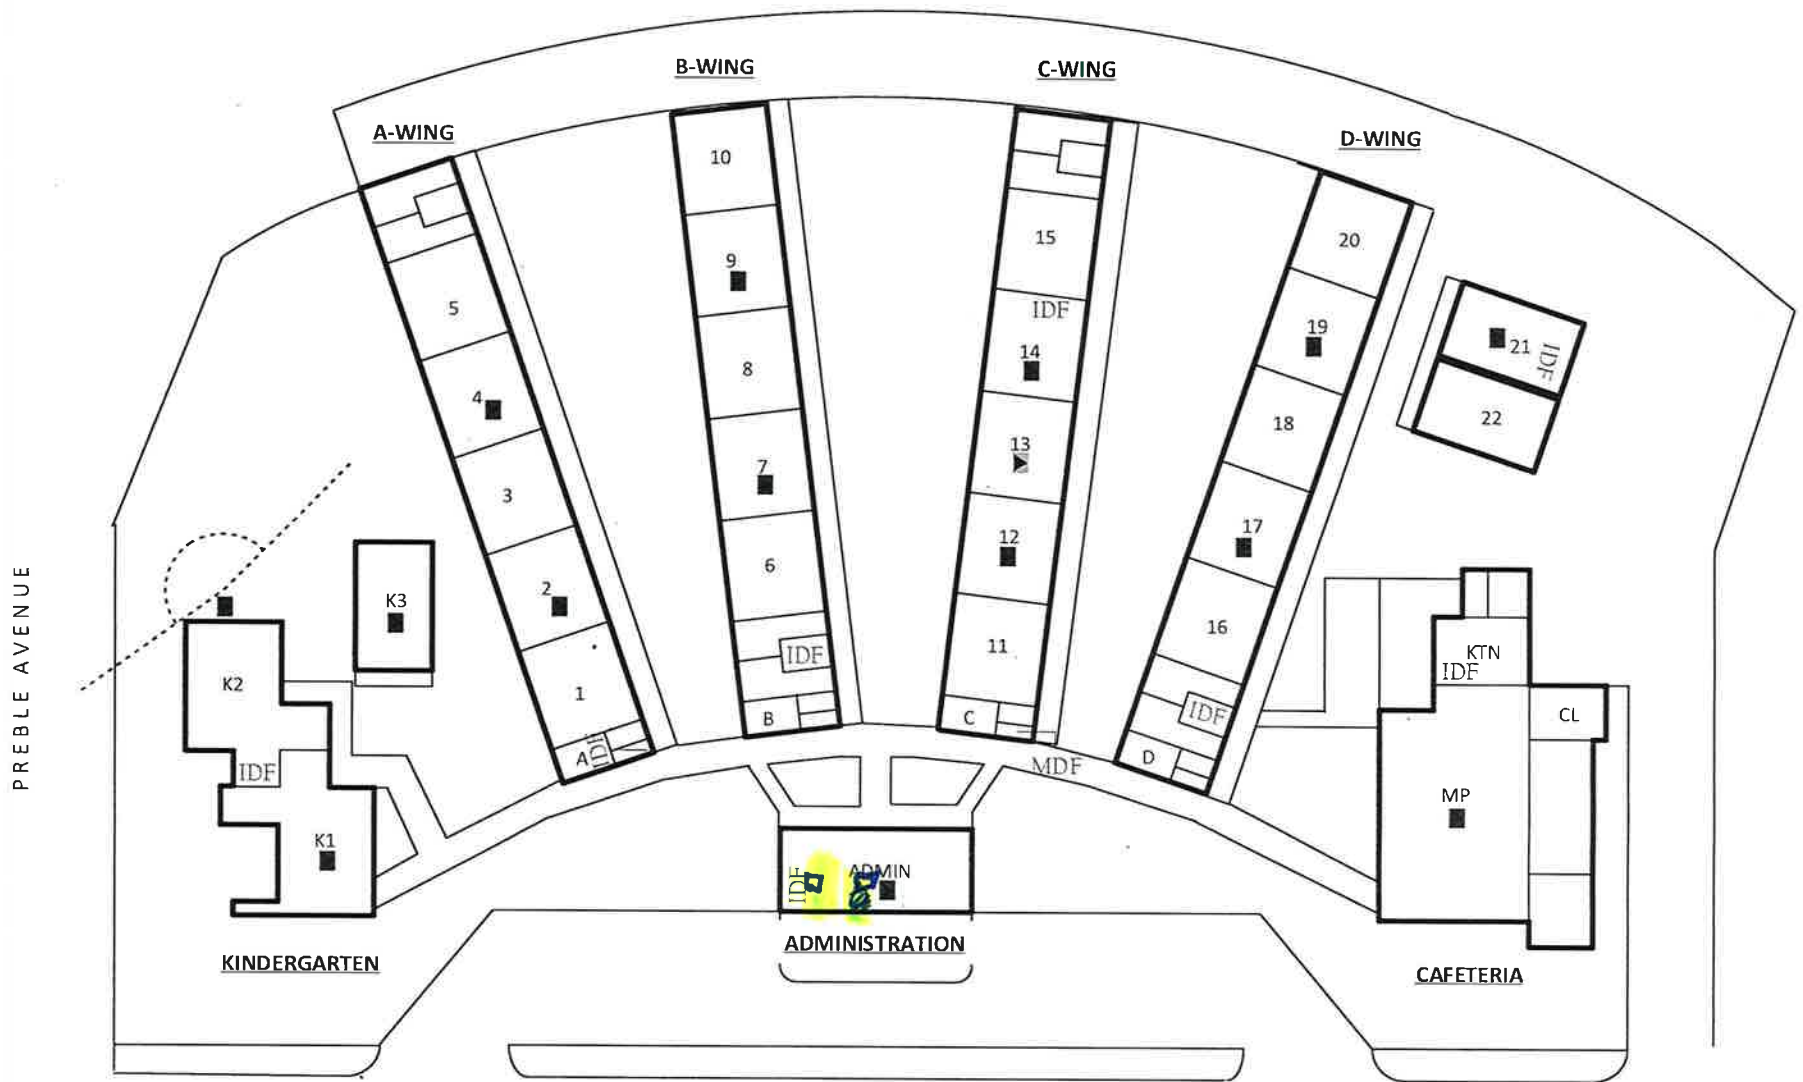 B-WING
C-WING
A-WING
D-WING
10
15
20
9
5
IDF
19
21
IDF
14
8
4
22
18
13
7
3
17
12
6
2
K3
16
11
IDF
KTN
IDF
K2
1
IDF
B
C
CL
A
IDF
D
MDF
IDF
MP
K1
IDF
ADMIN
ADMINISTRATION
KINDERGARTEN
CAFETERIA
PREBLE AVENUE